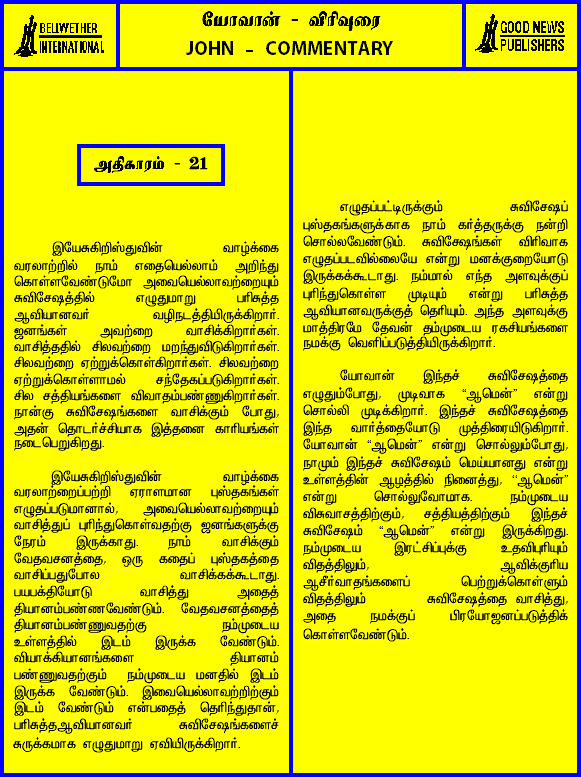 BELIWETHER
INTERNATIONAL
யோவான் - விரிவுரை
JOHN - COMMENTARY
GOOD NEWS
PUBLISHERS
அதிகாரம் - 21
இயேசுகிறிஸ்துவின் வாழ்க்கை
வரலாற்றில் நாம் எதையெல்லாம் அறிந்து
கொள்ளவேண்டுமோ அவையெல்லாவற்றையும்
சுவிசேஷத்தில் எழுதுமாறு பரிசுத்த
ஆவியானவர் வழிநடத்தியிருக்கிறார்.
ஜனங்கள் அவற்றை வாசிக்கிறார்கள்.
வாசித்ததில் சிலவற்றை மறந்துவிடுகிறார்கள்.
சிலவற்றை ஏற்றுக்கொள்கிறார்கள். சிலவற்றை
ஏற்றுக்கொள்ளாமல் சந்தேகப்படுகிறார்கள்.
சில சத்தியங்களை விவாதம்பண்ணுகிறார்கள்.
நான்கு சுவிசேஷங்களை வாசிக்கும் போது,
அதன் தொடர்ச்சியாக இத்தனை காரியங்கள்
நடைபெறுகிறது.
இயேசுகிறிஸ்துவின் வாழ்க்கை
வரலாற்றைப்பற்றி ஏராளமான புஸ்தகங்கள்
எழுதப்படுமானால், அவையெல்லாவற்றையும்
வாசித்துப் புரிந்துகொள்வதற்கு ஜனங்களுக்கு
நேரம் இருக்காது. நாம் வாசிக்கும்
வேதவசனத்தை, ஒரு கதைப் புஸ்தகத்தை
வாசிப்பதுபோல வாசிக்கக்கூடாது.
பயபக்தியோடு வாசித்து அதைத்
தியானம்பண்ணவேண்டும். வேதவசனத்தைத்
தியானம்பண்ணுவதற்கு நம்முடைய
உள்ளத்தில் இடம் இருக்க வேண்டும்.
வியாக்கியானங்களை தியானம்
பண்ணுவதற்கும் நம்முடைய மனதில் இடம்
இருக்க வேண்டும். இவையெல்லாவற்றிற்கும்
இடம் வேண்டும் என்பதைத் தெரிந்துதான்,
பரிசுத்தஆவியானவர் சுவிசேஷங்களைச்
சுருக்கமாக எழுதுமாறு ஏவியிருக்கிறார்.
எழுதப்பட்டிருக்கும் சுவிசேஷப்
புஸ்தகங்களுக்காக நாம் கர்த்தருக்கு நன்றி
சொல்லவேண்டும். சுவிசேஷங்கள் விரிவாக
எழுதப்படவில்லையே என்று மனக்குறையோடு
இருக்கக்கூடாது. நம்மால் எந்த அளவுக்குப்
புரிந்துகொள்ள முடியும் என்று பரிசுத்த
ஆவியானவருக்குத் தெரியும். அந்த அளவுக்கு
மாத்திரமே தேவன் தம்முடைய ரகசியங்களை
நமக்கு வெளிப்படுத்தியிருக்கிறார்.
யோவான் இந்தச் சுவிசேஷத்தை
எழுதும்போது, முடிவாக “ஆமென்” என்று
சொல்லி முடிக்கிறார். இந்தச் சுவிசேஷத்தை
இந்த வார்த்தையோடு முத்திரையிடுகிறார்.
யோவான் “ஆமென்” என்று சொல்லும்போது,
நாமும் இந்தச் சுவிசேஷம் மெய்யானது என்று
உள்ளத்தின் ஆழத்தில் நினைத்து, “ஆமென்”
என்று சொல்லுவோமாக. நம்முடைய
விசுவாசத்திற்கும், சத்தியத்திற்கும் இந்தச்
சுவிசேஷம் “ஆமென்” என்று இருக்கிறது.
நம்முடைய இரட்சிப்புக்கு உதவிபுரியும்
விதத்திலும், ஆவிக்குரிய
ஆசீர்வாதங்களைப் பெற்றுக்கொள்ளும்
விதத்திலும் சுவிசேஷத்தை வாசித்து,
அதை நமக்குப் பிரயோஜனப்படுத்திக்
கொள்ளவேண்டும்.